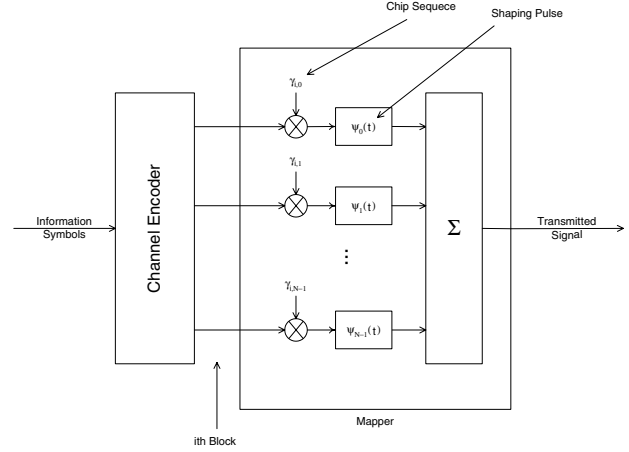 Chip Sequece
Shaping Pulse
γi,0
ψ0(t)
γi,1
ψ1(t)
Information
Symbols
Channel Encoder
Σ
Transmitted
Signal
...
γi,N−1
ψN−1(t)
Mapper
ith Block